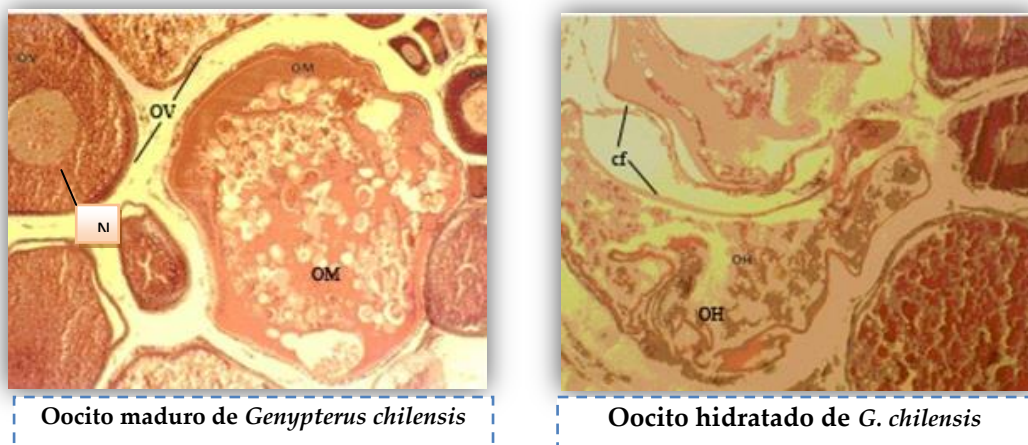 OV
OM
OV
N
OM
cf
OH
OH
Oocito maduro de Genypterus chilensis
Oocito hidratado de G. chilensis